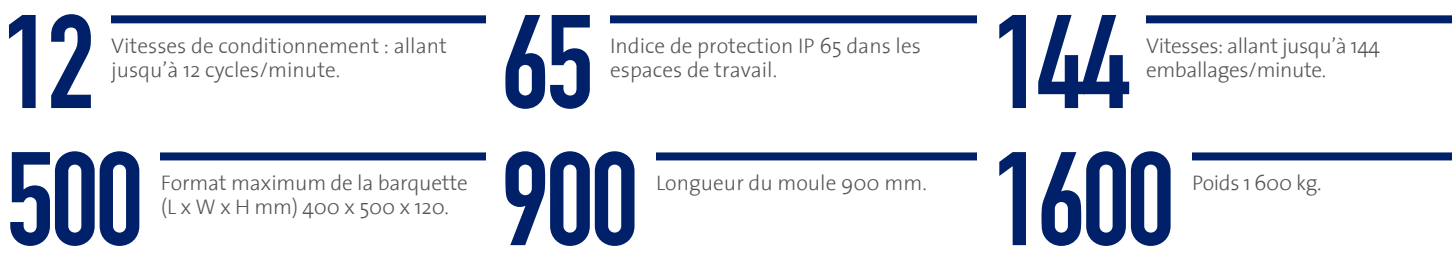 12
Vitesses de conditionnement : allant
jusqu'à 12 cycles/minute.
65
Indice de protection IP 65 dans les
espaces de travail.
144
Vitesses: allant jusqu'à 144
emballages/minute.
500
Format maximum de la barquette
(L x W x H mm) 400 x 500 x 120.
900
Longueur du moule 900 mm.
1600
Poids 1 600 kg.